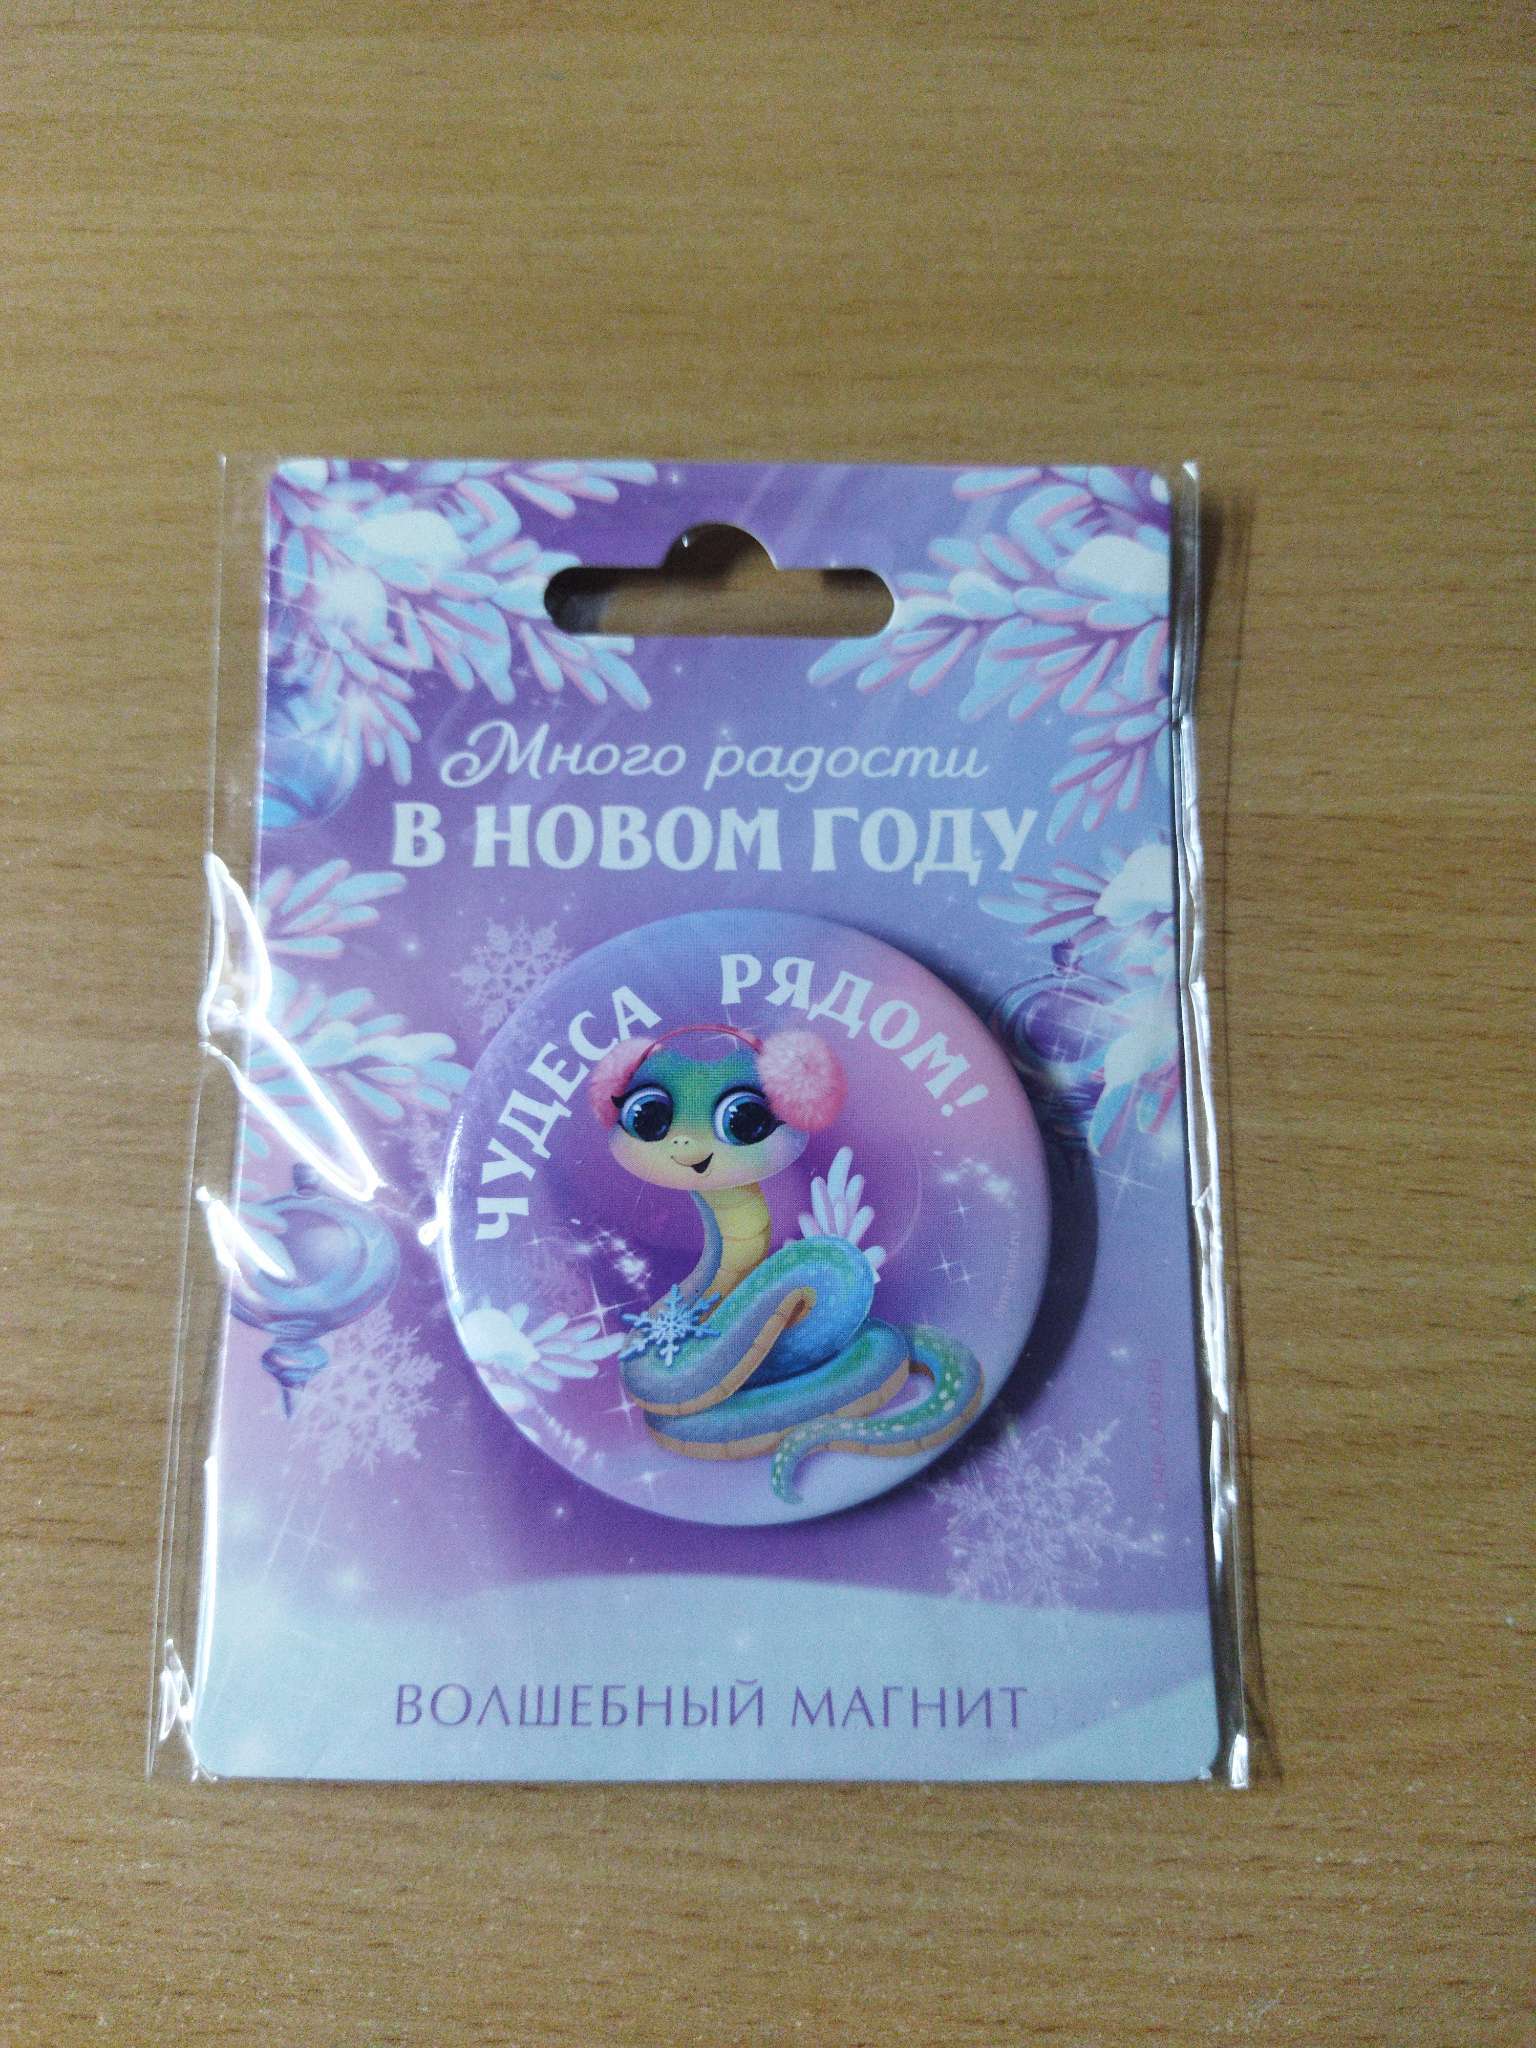 Много радости
В НОВОМ ГОДУ
ЧУДЕСА РЯДОМ!
ВОЛШЕБНЫЙ МАГНИТ